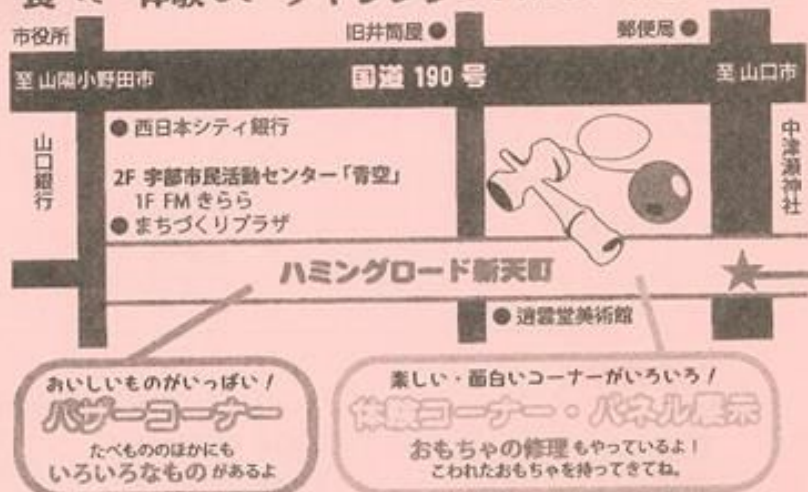 市役所
旧井筒屋●
郵便局●
至 山陽小野田市
国道 190 号
至 山口市
山口銀行
● 西日本シティ銀行
2F 宇部市民活動センター「青空」
1F FM きらら
● まちづくりプラザ
中津瀬神社
ハミングロード新天町
● 逍雲堂美術館
おいしいものがいっぱい！
バザーコーナー
たべもののほかにも
いろいろなものがあるよ
楽しい・面白いコーナーがいろいろ！
体験コーナー・パネル展示
おもちゃの修理もやっているよ！
こわれたおもちゃを持ってきてね。